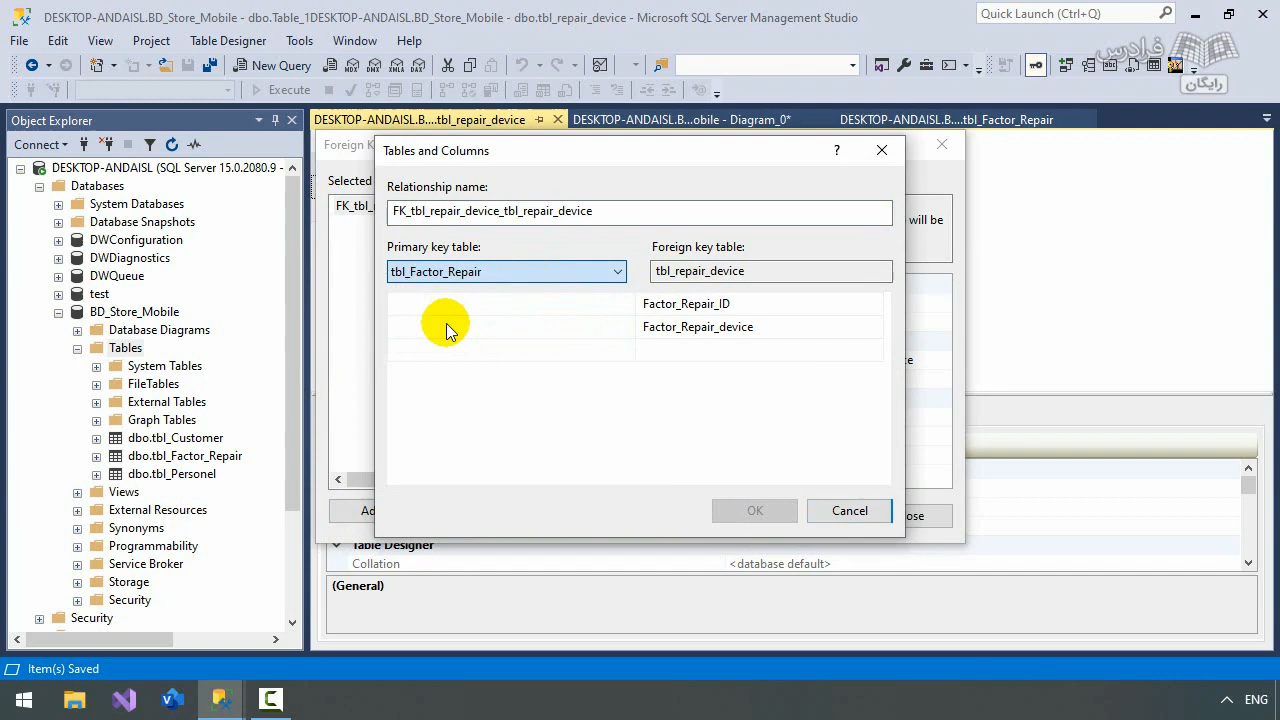 DESKTOP-ANDAISL.BD_Store_Mobile - dbo.Table_1DESKTOP-ANDAISL.BD_Store_Mobile - dbo.tbl_repair_device - Microsoft SQL Server Management Studio
Quick Launch (Ctrl+Q)
File Edit View Project Table Designer Tools Window Help
فرادرس
رایگان
New Query
Execute
Object Explorer
DESKTOP-ANDAISL.B....tbl_repair_device
DESKTOP-ANDAISL.B...obile - Diagram_0*
DESKTOP-ANDAISL.B....tbl_Factor_Repair
Connect
DESKTOP-ANDAISL (SQL Server 15.0.2080.9 -
Databases
System Databases
Database Snapshots
DWConfiguration
DWDiagnostics
DWQueue
test
BD_Store_Mobile
Database Diagrams
Tables
System Tables
FileTables
External Tables
Graph Tables
dbo.tbl_Customer
dbo.tbl_Factor_Repair
dbo.tbl_Personel
Views
External Resources
Synonyms
Programmability
Service Broker
Storage
Security
Security
Foreign K
Selected
FK_tbl_r
e will be
ce
Ad
ose
Tables and Columns
?
Relationship name:
FK_tbl_repair_device_tbl_repair_device
Primary key table:
Foreign key table:
tbl_Factor_Repair
tbl_repair_device
Factor_Repair_ID
Factor_Repair_device
OK
Cancel
Table Designer
Collation
<database default>
(General)
Item(s) Saved
ENG